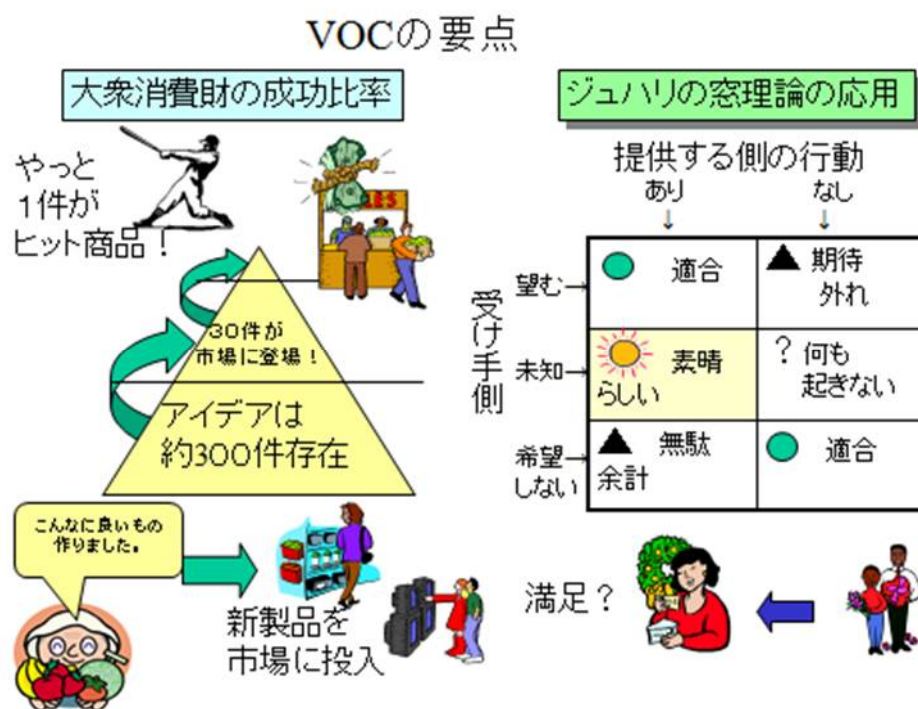 VOCの要点
大衆消費財の成功比率
やっと
1件が
ヒット商品！
SALES
30件が
市場に登場！
アイデアは
約300件存在
こんなに良いもの
作りました。
新製品を
市場に投入
ジュハリの窓理論の応用
提供する側の行動
あり
なし
受け手側
望む
適合
期待
外れ
未知
素晴
らしい
? 何も
起きない
希望
しない
無駄
余計
適合
満足？